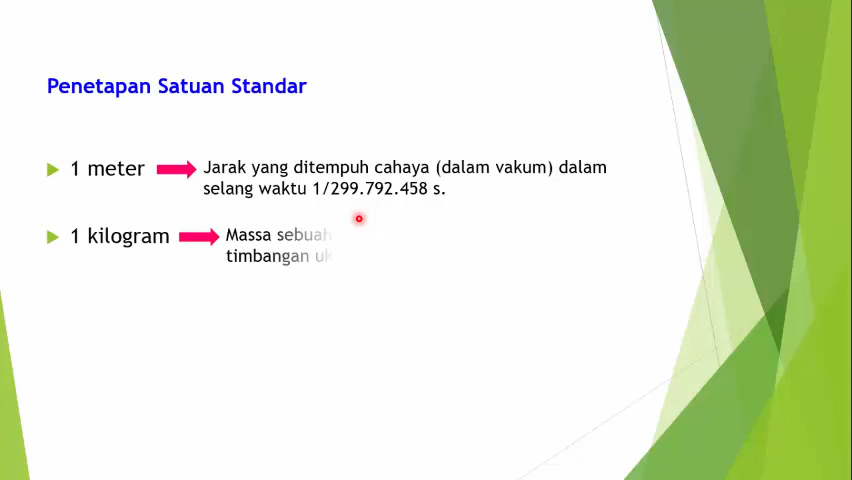 Penetapan Satuan Standar
1 meter
Jarak yang ditempuh cahaya (dalam vakum) dalam
selang waktu 1/299.792.458 s.
1 kilogram
Massa sebuah
timbangan